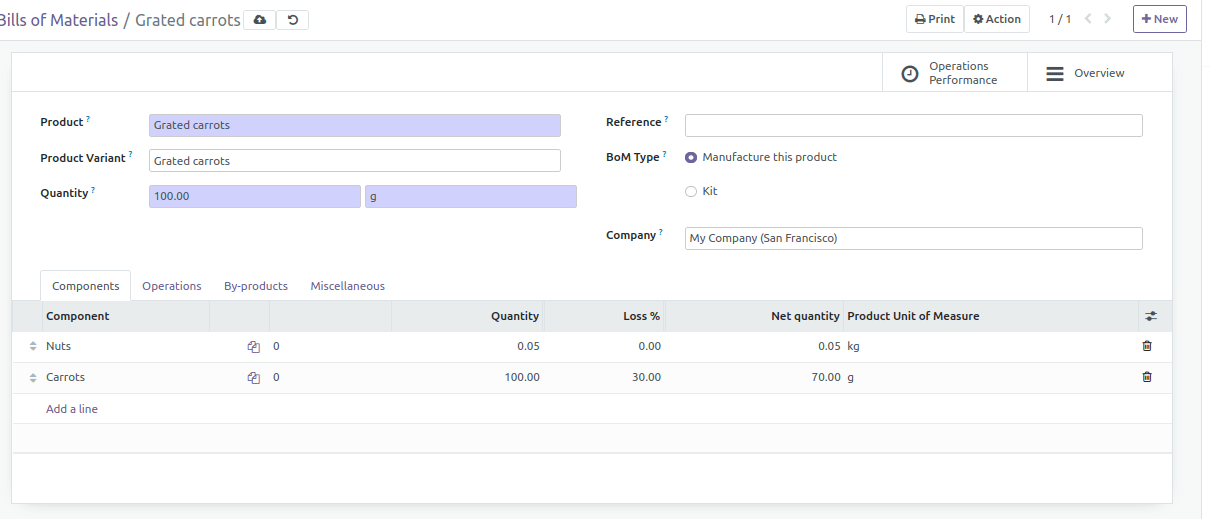 Bills of Materials / Grated carrots
Print Action 1 / 1 + New
Operations Performance
Overview
Product ? Grated carrots
Product Variant ? Grated carrots
Quantity ? 100.00 g
Reference ?
BoM Type ? Manufacture this product
Kit
Company ? My Company (San Francisco)
Components Operations By-products Miscellaneous
Component Quantity Loss % Net quantity Product Unit of Measure
Nuts 0 0.05 0.00 0.05 kg
Carrots 0 100.00 30.00 70.00 g
Add a line